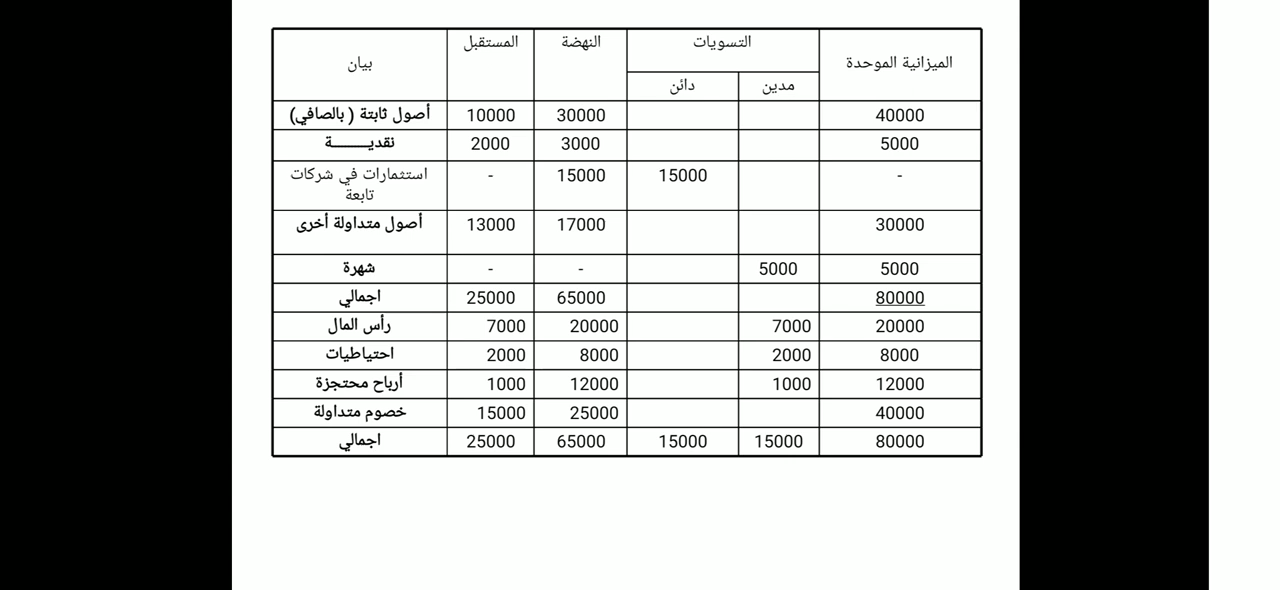 بيان | المستقبل | النهضة | التسويات | الميزانية الموحدة
دائن | مدين
أصول ثابتة ( بالصافي) | 10000 | 30000 | | | 40000
نقديـــــــــة | 2000 | 3000 | | | 5000
استثمارات في شركات تابعة | - | 15000 | 15000 | | -
أصول متداولة أخرى | 13000 | 17000 | | | 30000
شهرة | - | - | | 5000 | 5000
اجمالي | 25000 | 65000 | | | 80000
رأس المال | 7000 | 20000 | | 7000 | 20000
احتياطيات | 2000 | 8000 | | 2000 | 8000
أرباح محتجزة | 1000 | 12000 | | 1000 | 12000
خصوم متداولة | 15000 | 25000 | | | 40000
اجمالي | 25000 | 65000 | 15000 | 15000 | 80000